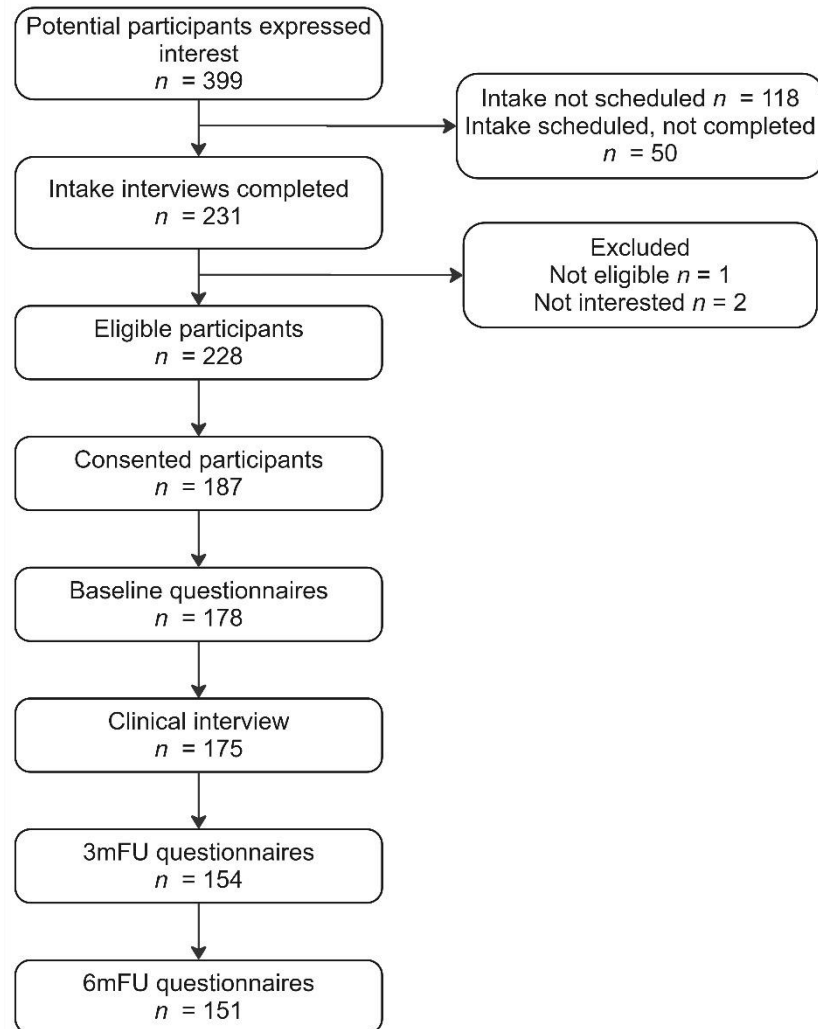 Potential participants expressed
interest
n = 399
Intake not scheduled n = 118
Intake scheduled, not completed
n = 50
Intake interviews completed
n = 231
Excluded
Not eligible n = 1
Not interested n = 2
Eligible participants
n = 228
Consented participants
n = 187
Baseline questionnaires
n = 178
Clinical interview
n = 175
3mFU questionnaires
n = 154
6mFU questionnaires
n = 151